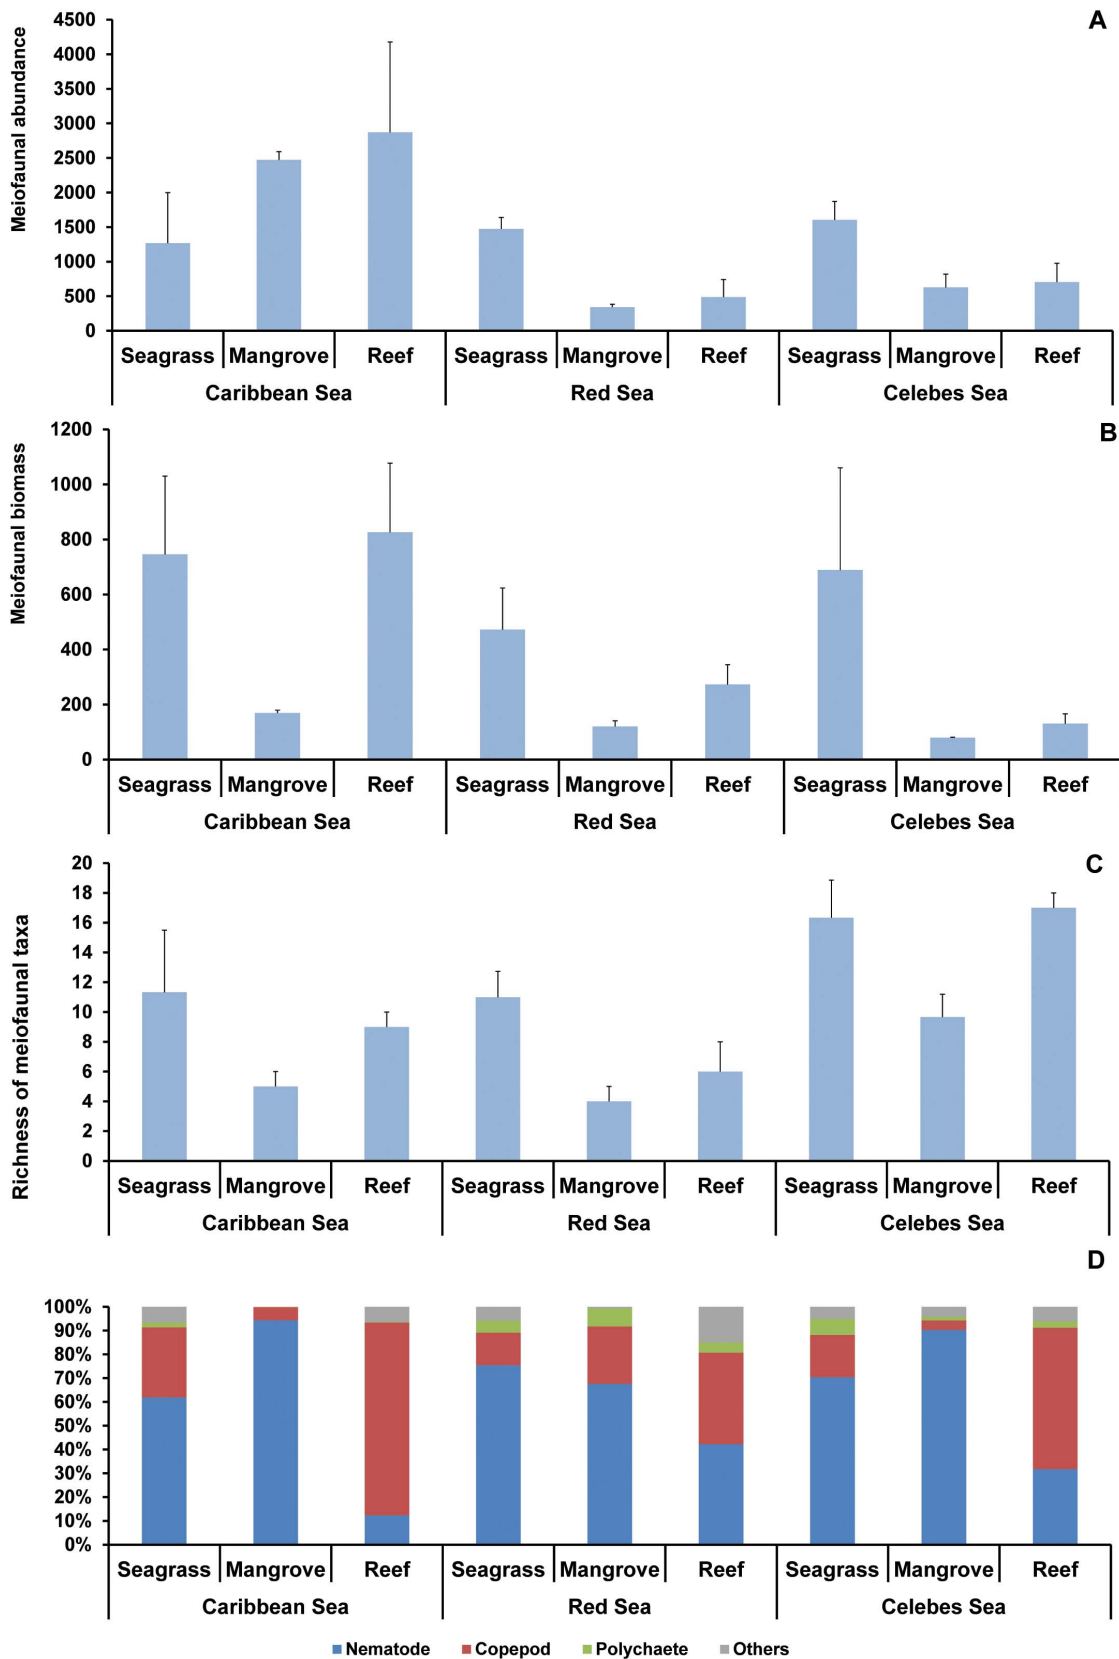 A
Meiofaunal abundance
4500
4000
3500
3000
2500
2000
1500
1000
500
0
Seagrass Mangrove Reef Seagrass Mangrove Reef Seagrass Mangrove Reef
Caribbean Sea Red Sea Celebes Sea
B
Meiofaunal biomass
1200
1000
800
600
400
200
0
Seagrass Mangrove Reef Seagrass Mangrove Reef Seagrass Mangrove Reef
Caribbean Sea Red Sea Celebes Sea
C
Richness of meiofaunal taxa
20
18
16
14
12
10
8
6
4
2
0
Seagrass Mangrove Reef Seagrass Mangrove Reef Seagrass Mangrove Reef
Caribbean Sea Red Sea Celebes Sea
D
100%
90%
80%
70%
60%
50%
40%
30%
20%
10%
0%
Seagrass Mangrove Reef Seagrass Mangrove Reef Seagrass Mangrove Reef
Caribbean Sea Red Sea Celebes Sea
Nematode Copepod Polychaete Others